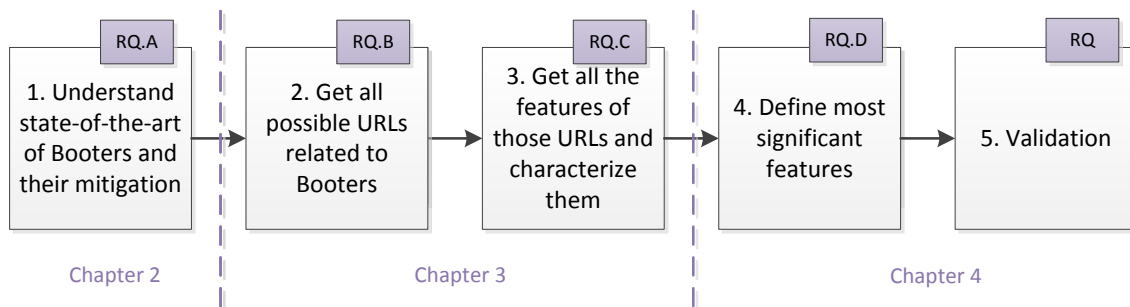 RQ.A
1. Understand
state-of-the-art
of Booters and
their mitigation
RQ.B
2. Get all
possible URLs
related to
Booters
RQ.C
3. Get all the
features of
those URLs and
characterize
them
RQ.D
4. Define most
significant
features
RQ
5. Validation
Chapter 2
Chapter 3
Chapter 4